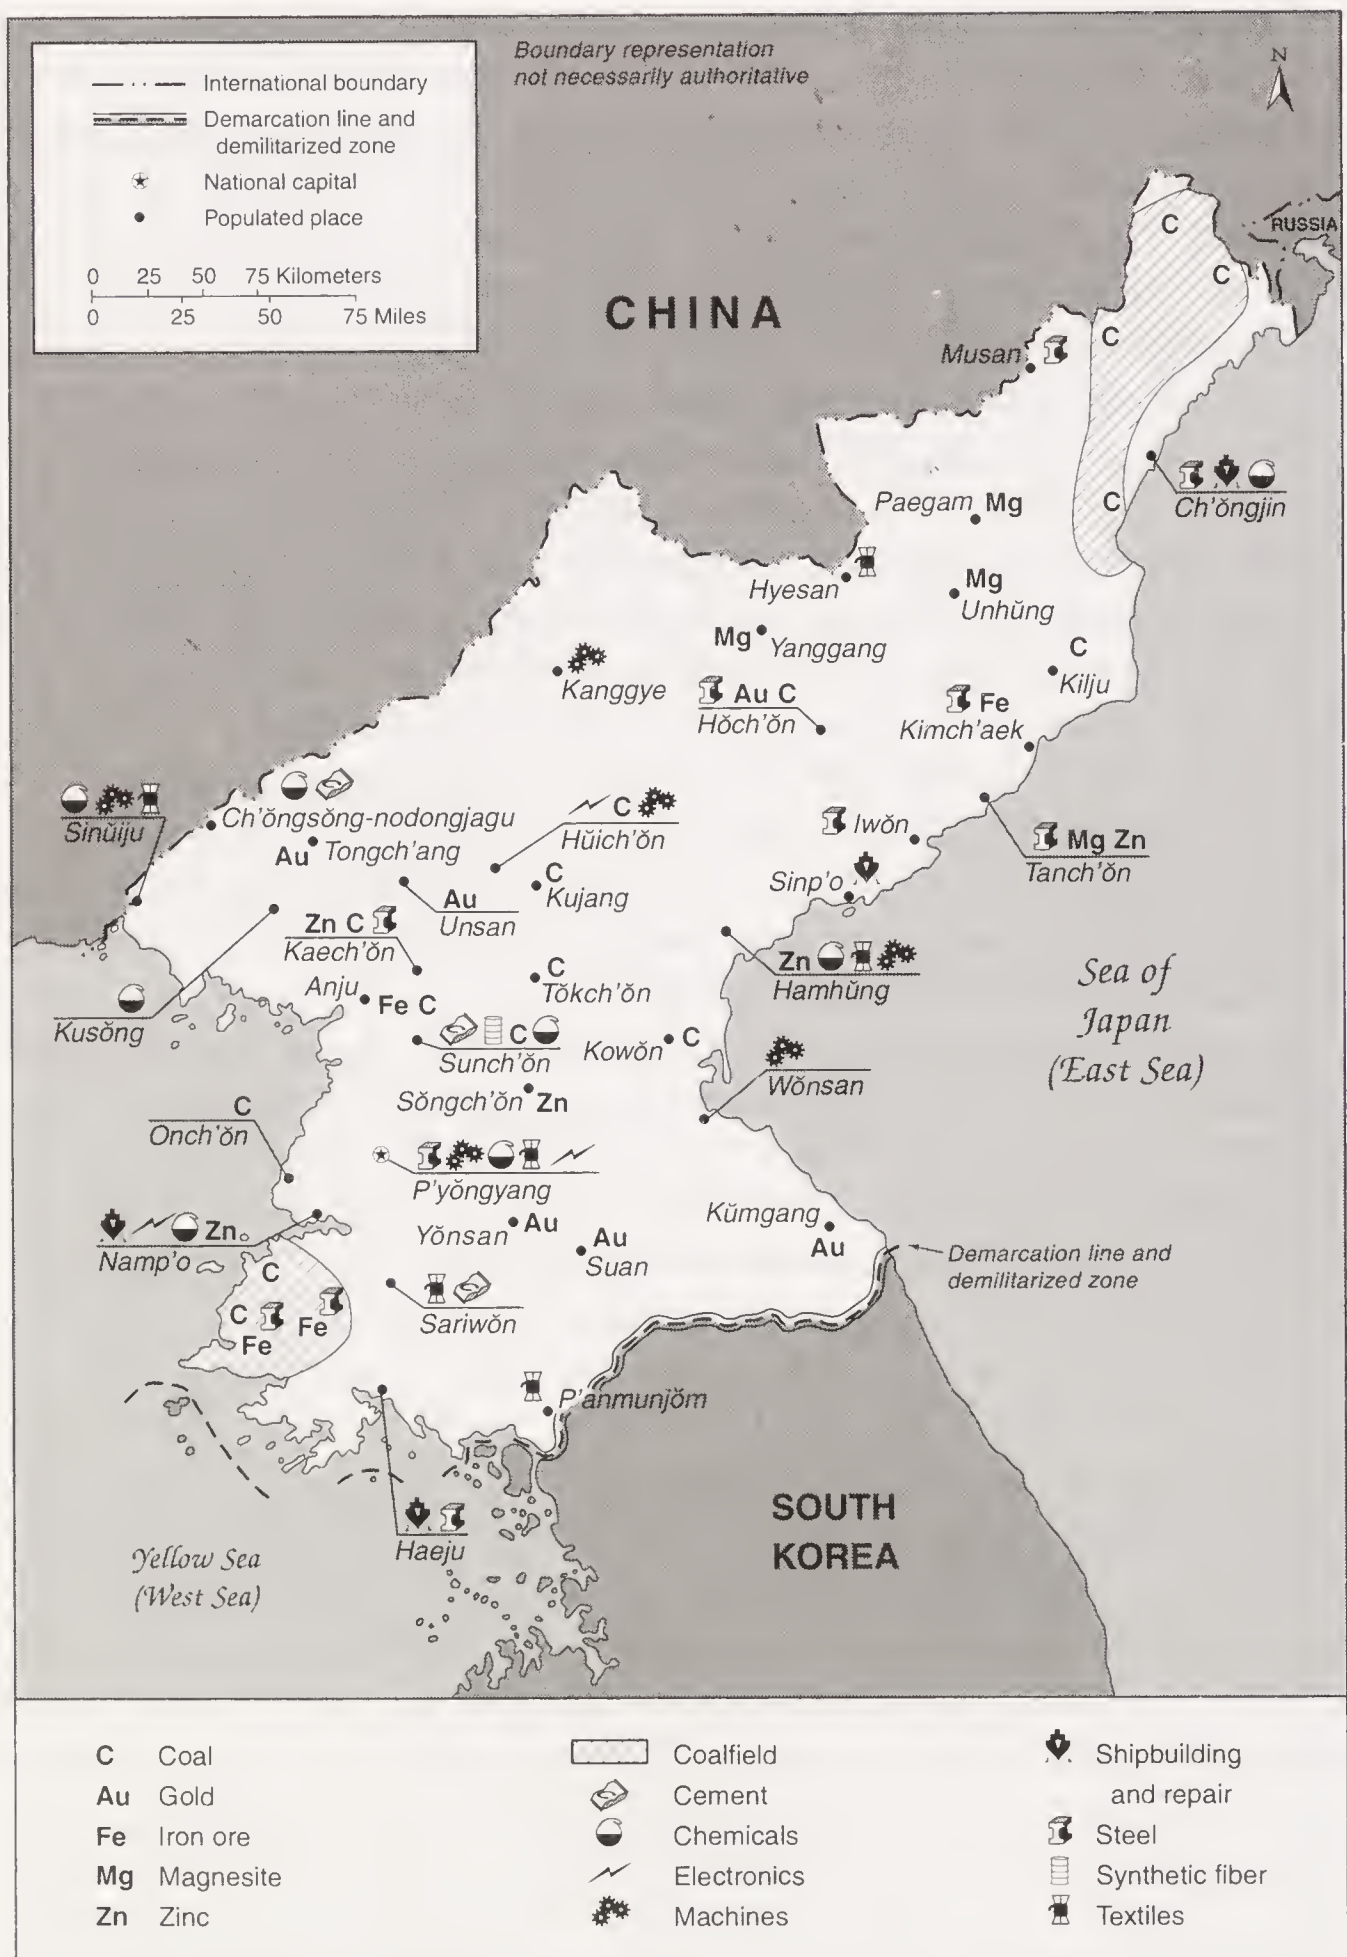 Boundary representation
not necessarily authoritative
N
International boundary
Demarcation line and
demilitarized zone
National capital
Populated place
0 25 50 75 Kilometers
0 25 50 75 Miles
CHINA
RUSSIA
C
C
C
Musan
C
Ch'ŏngjin
Paegam Mg
Hyesan
Mg
Unhŭng
Mg Yanggang
C
Kilju
Kanggye
Au C
Hŏch'ŏn
Fe
Kimch'aek
Sinŭiju
Ch'ŏngsŏng-nodongjagu
Au Tongch'ang
C
Hŭich'ŏn
Iwŏn
Mg Zn
Tanch'ŏn
Sinp'o
C
Kujang
Au
Unsan
Zn C
Kaech'ŏn
Zn
Hamhŭng
Anju
Fe C
C
Tŏkch'ŏn
Kusŏng
C
Sunch'ŏn
Kowŏn C
Wŏnsan
Sea of
Japan
(East Sea)
Sŏngch'ŏn Zn
C
Onch'ŏn
P'yŏngyang
Zn
Namp'o
Yŏnsan Au
Au
Suan
Kŭmgang
Au
Demarcation line and
demilitarized zone
C
C
Fe
Fe
Sariwŏn
P'anmunjŏm
Haeju
SOUTH
KOREA
Yellow Sea
(West Sea)
C Coal
Au Gold
Fe Iron ore
Mg Magnesite
Zn Zinc
Coalfield
Cement
Chemicals
Electronics
Machines
Shipbuilding
and repair
Steel
Synthetic fiber
Textiles